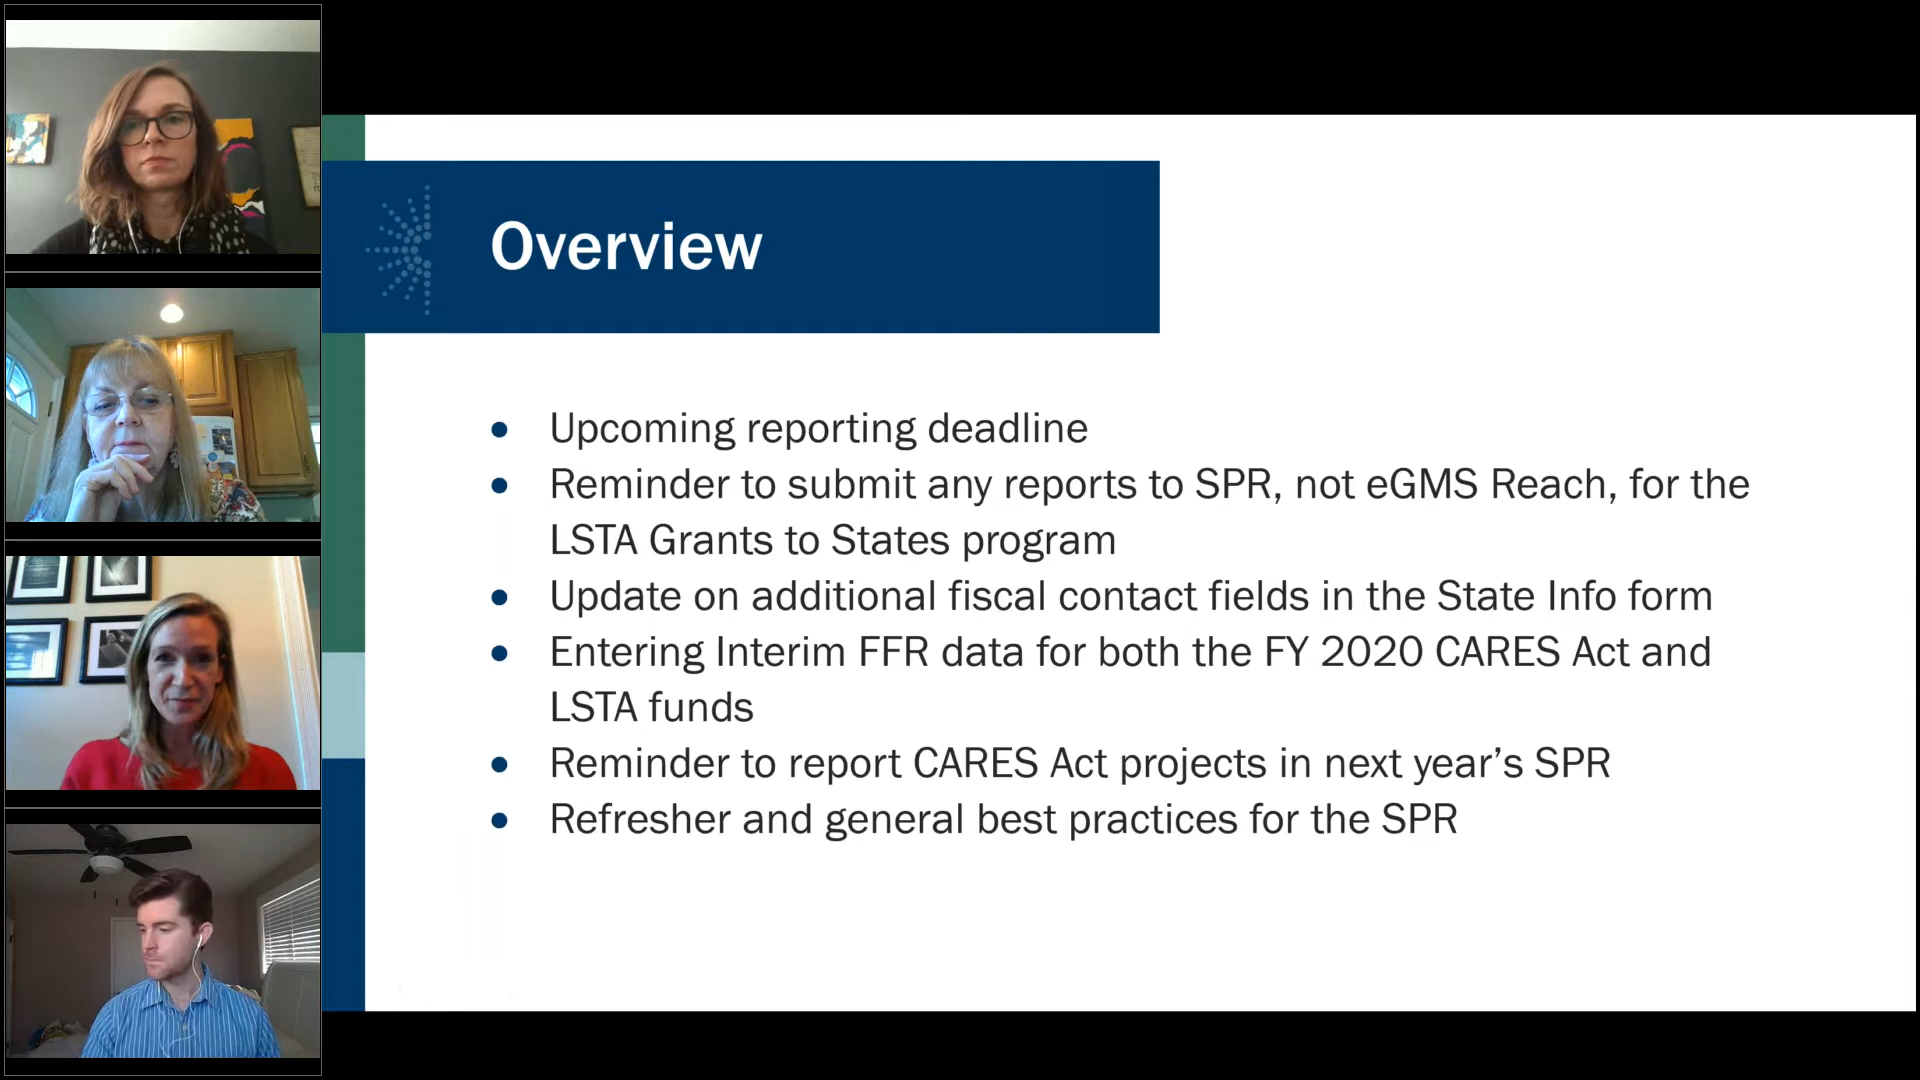 Overview
• Upcoming reporting deadline
• Reminder to submit any reports to SPR, not eGMS Reach, for the
LSTA Grants to States program
• Update on additional fiscal contact fields in the State Info form
• Entering Interim FFR data for both the FY 2020 CARES Act and
LSTA funds
• Reminder to report CARES Act projects in next year’s SPR
• Refresher and general best practices for the SPR